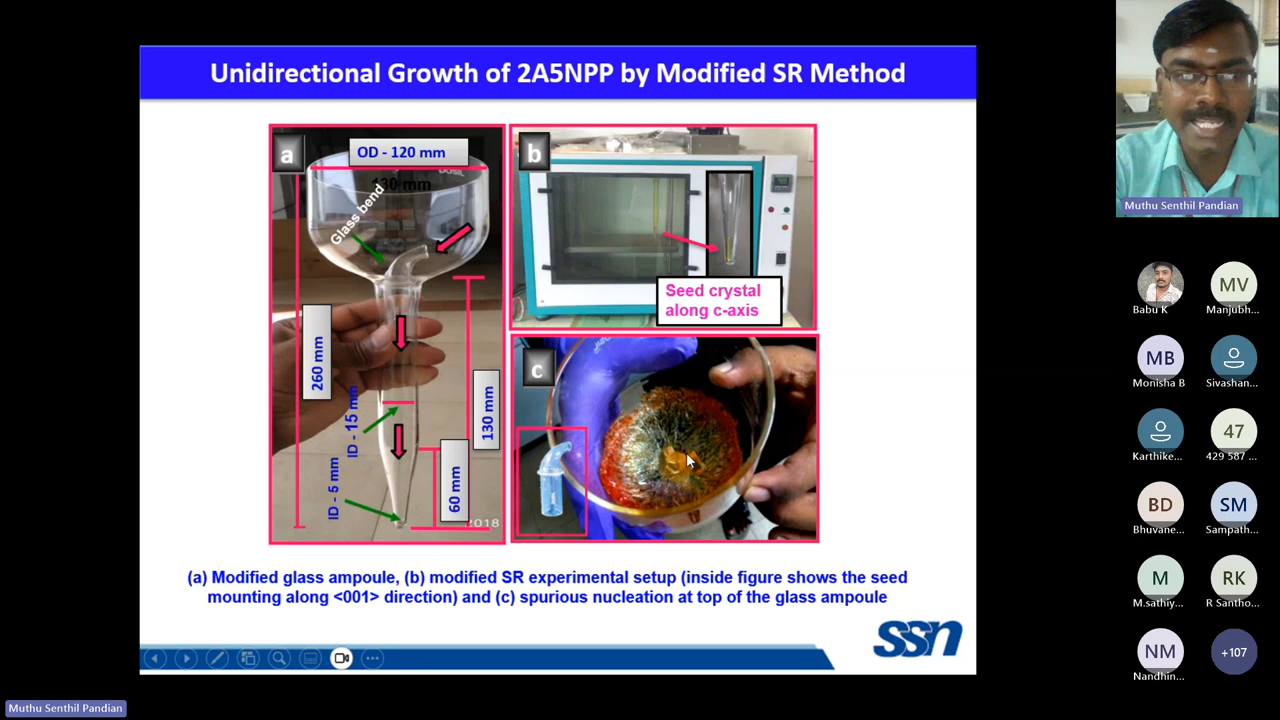 Unidirectional Growth of 2A5NPP by Modified SR Method
a
OD - 120 mm
130 mm
Glass bend
260 mm
ID - 15 mm
130 mm
ID - 5 mm
60 mm
2018
b
Seed crystal
along c-axis
c
(a) Modified glass ampoule, (b) modified SR experimental setup (inside figure shows the seed
mounting along <001> direction) and (c) spurious nucleation at top of the glass ampoule
ssn
Muthu Senthil Pandian
Babu K
MV
Manjubh...
MB
Monisha B
Sivashan...
Karthike...
47
429 587 ...
BD
Bhuvane...
SM
Sampath...
M
M.sathiy...
RK
R Santho...
NM
Nandhin...
+107
Muthu Senthil Pandian